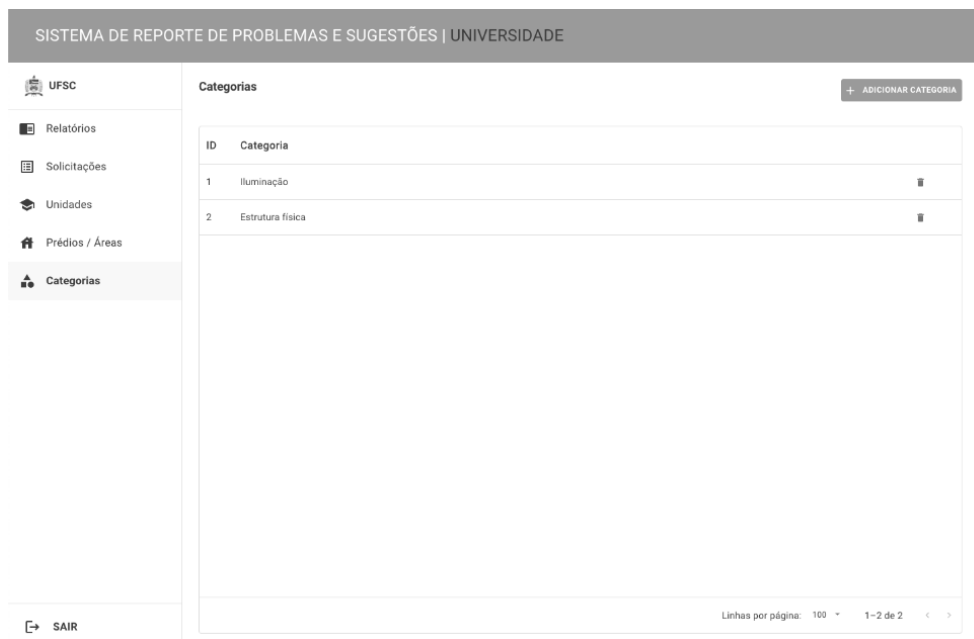 SISTEMA DE REPORTE DE PROBLEMAS E SUGESTÕES | UNIVERSIDADE
UFSC
Relatórios
Solicitações
Unidades
Prédios / Áreas
Categorias
SAIR
Categorias
+ ADICIONAR CATEGORIA
ID Categoria
1 Iluminação
2 Estrutura física
Linhas por página: 100 1–2 de 2